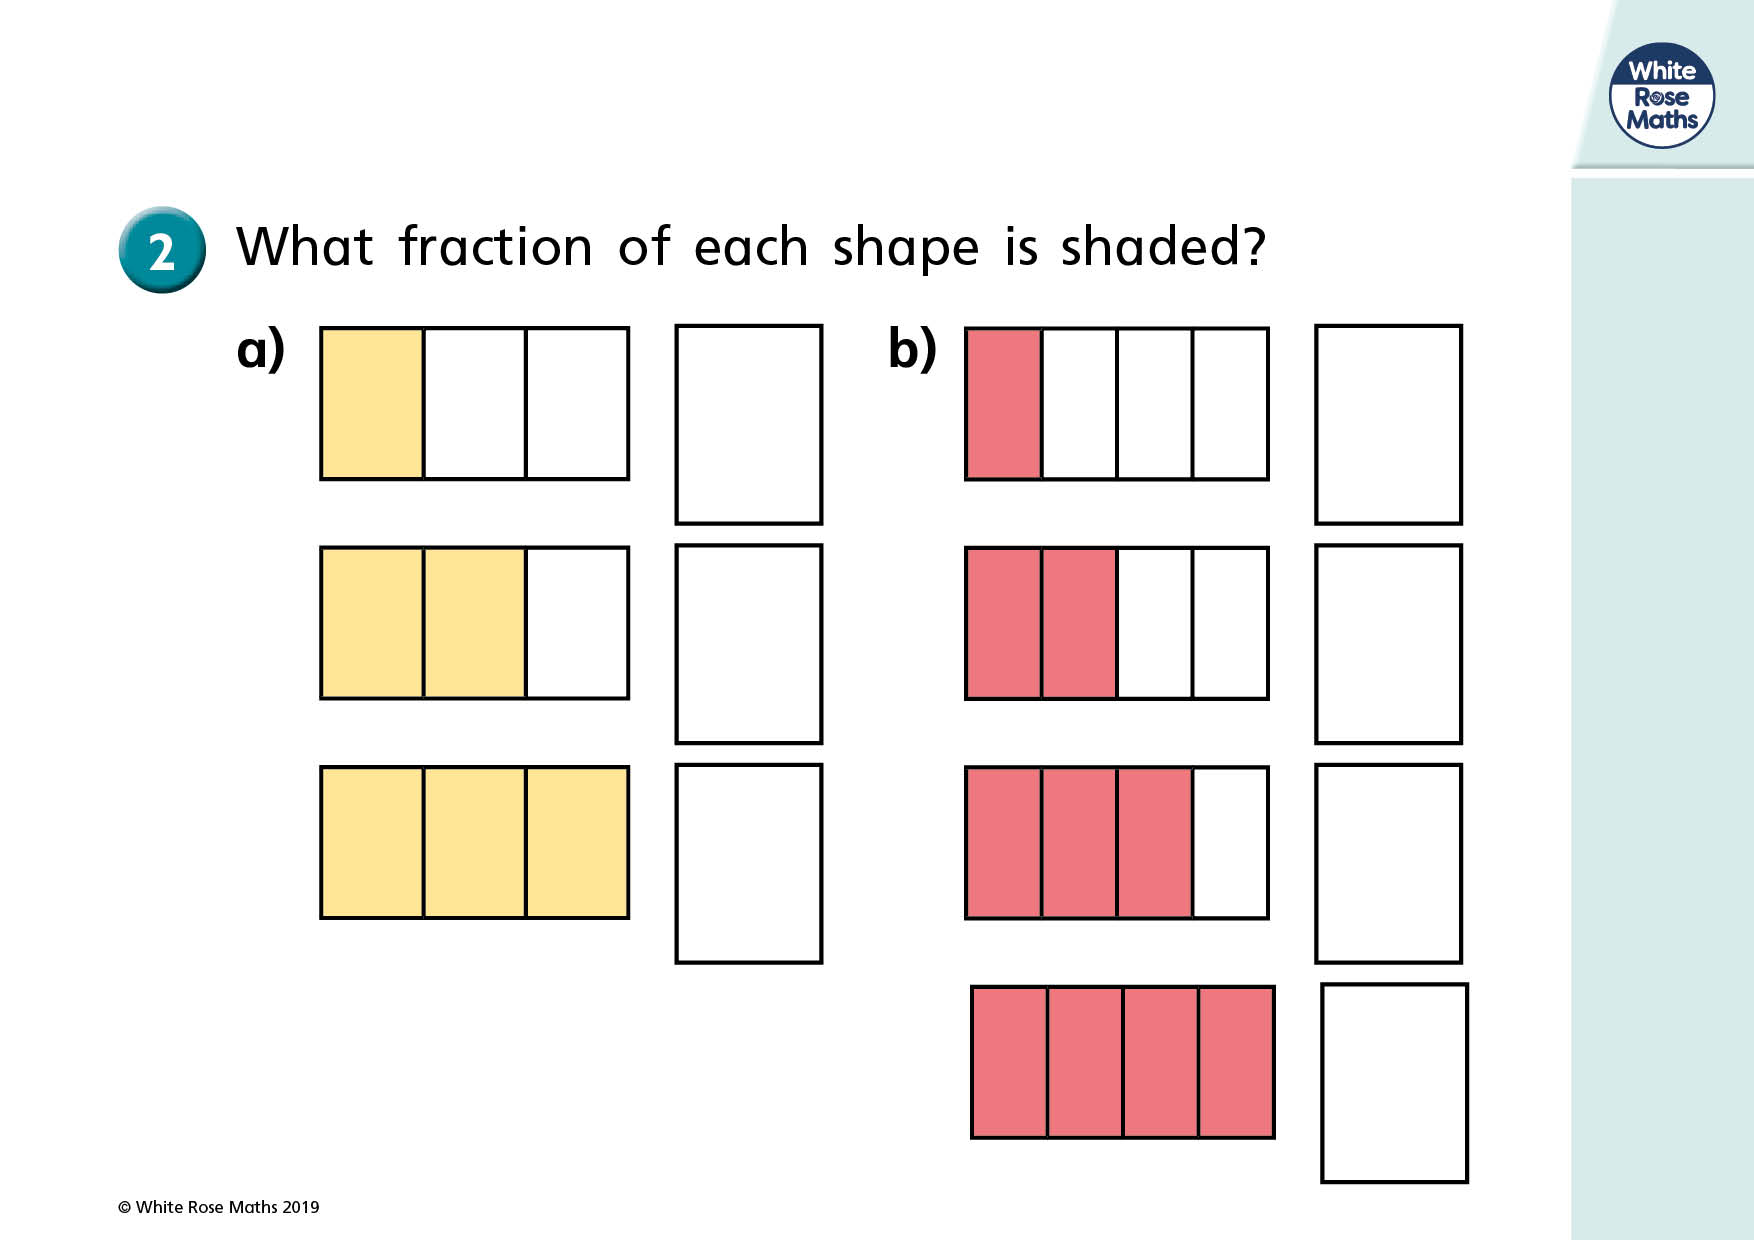 White
Rose
Maths
2 What fraction of each shape is shaded?
a) b)
© White Rose Maths 2019